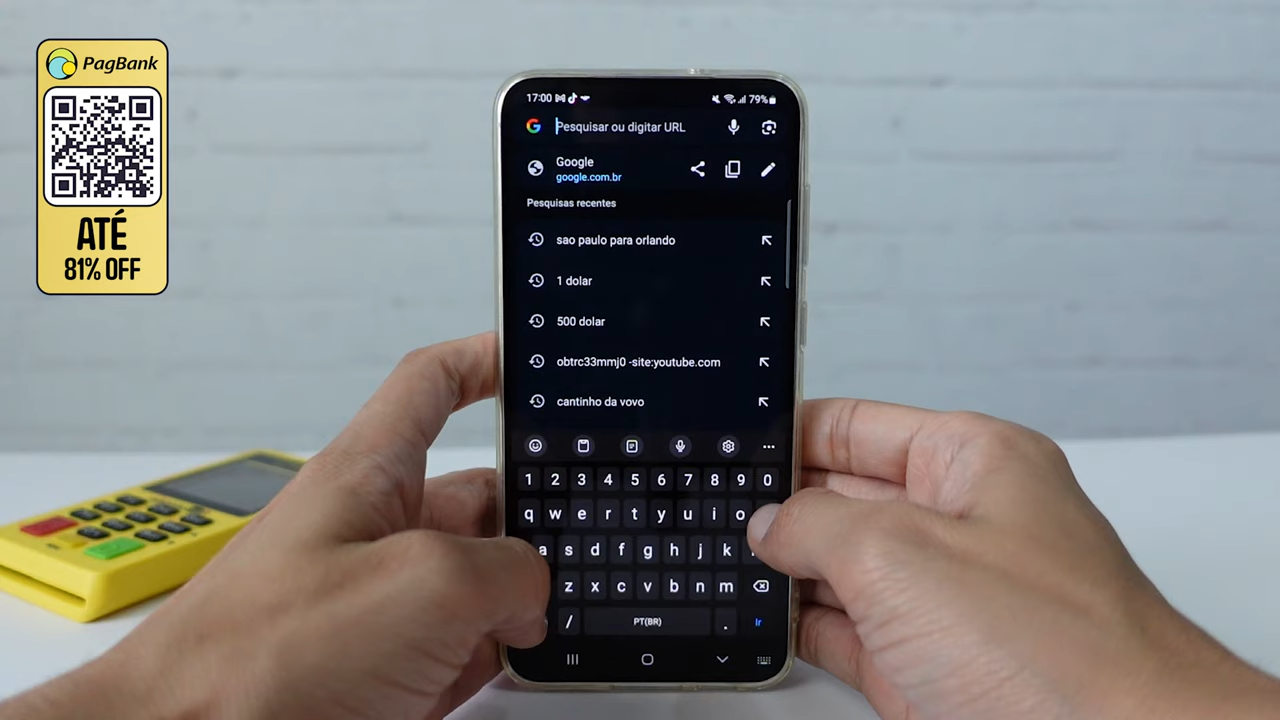 PagBank
ATÉ
81% OFF
17:00
79%
Pesquisar ou digitar URL
Google
google.com.br
Pesquisas recentes
sao paulo para orlando
1 dolar
500 dolar
obtrc33mmj0 -site:youtube.com
cantinho da vovo
1 2 3 4 5 6 7 8 9 0
q w e r t y u i o
a s d f g h j k
z x c v b n m
/ PT(BR) . Ir